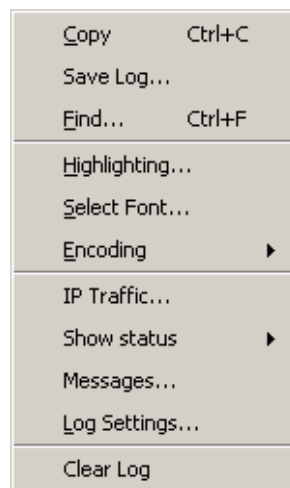 Copy Ctrl+C
Save Log...
Find... Ctrl+F
Highlighting...
Select Font...
Encoding
IP Traffic...
Show status
Messages...
Log Settings...
Clear Log